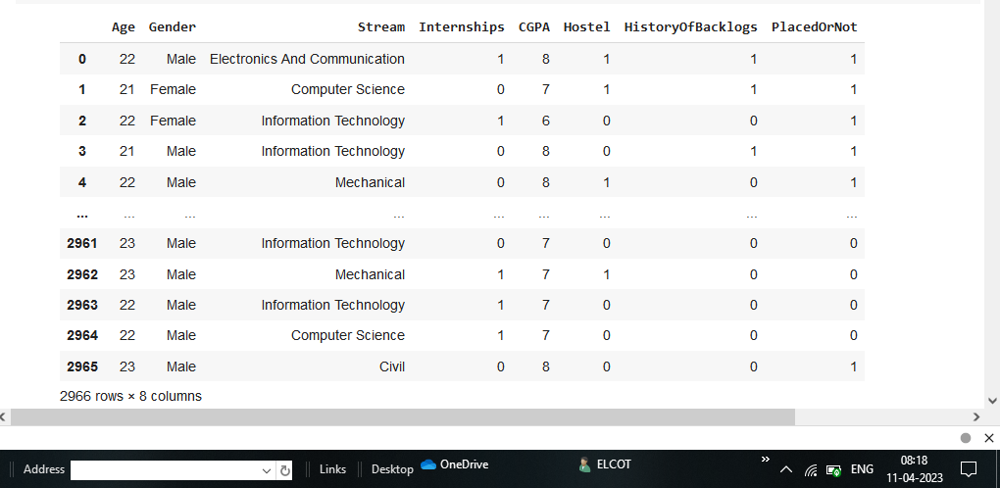 Age Gender Stream Internships CGPA Hostel HistoryOfBacklogs PlacedOrNot
0 22 Male Electronics And Communication 1 8 1 1 1
1 21 Female Computer Science 0 7 1 1 1
2 22 Female Information Technology 1 6 0 0 1
3 21 Male Information Technology 0 8 0 1 1
4 22 Male Mechanical 0 8 1 0 1
... ... ... ... ... ... ... ... ...
2961 23 Male Information Technology 0 7 0 0 0
2962 23 Male Mechanical 1 7 1 0 0
2963 22 Male Information Technology 1 7 0 0 0
2964 22 Male Computer Science 1 7 0 0 0
2965 23 Male Civil 0 8 0 0 1
2966 rows × 8 columns
Address Links Desktop OneDrive ELCOT ENG 08:18
11-04-2023